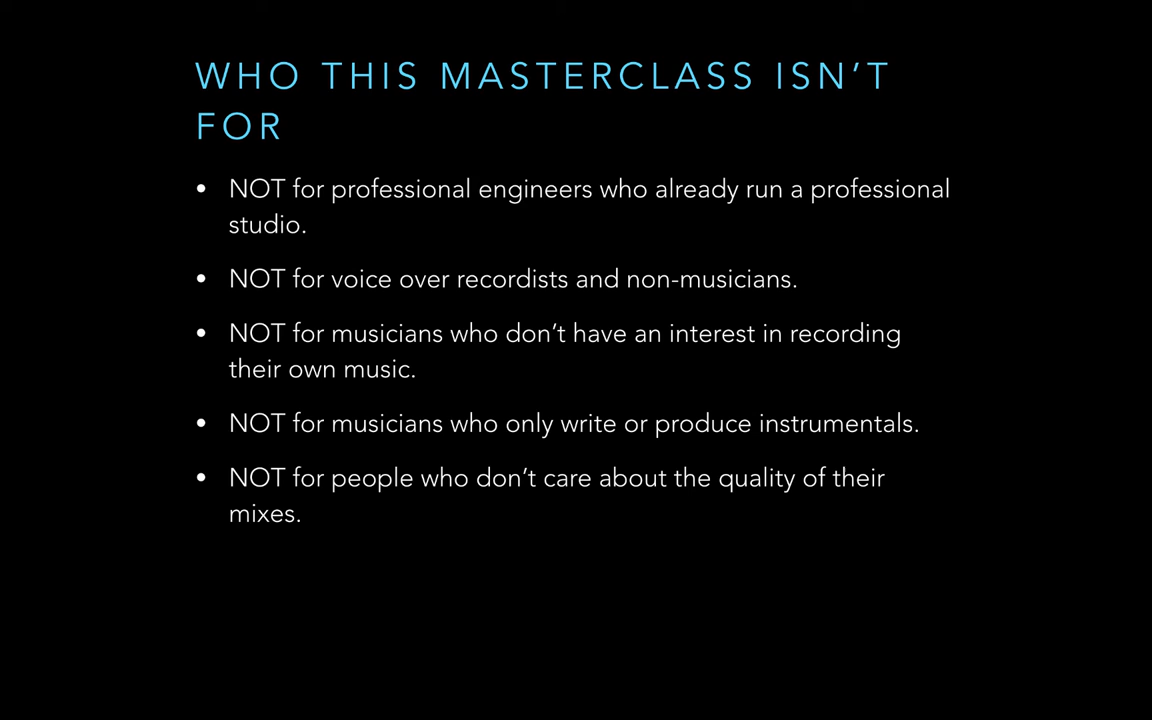 WHO THIS MASTERCLASS ISN’T
FOR
• NOT for professional engineers who already run a professional
studio.
• NOT for voice over recordists and non-musicians.
• NOT for musicians who don’t have an interest in recording
their own music.
• NOT for musicians who only write or produce instrumentals.
• NOT for people who don’t care about the quality of their
mixes.